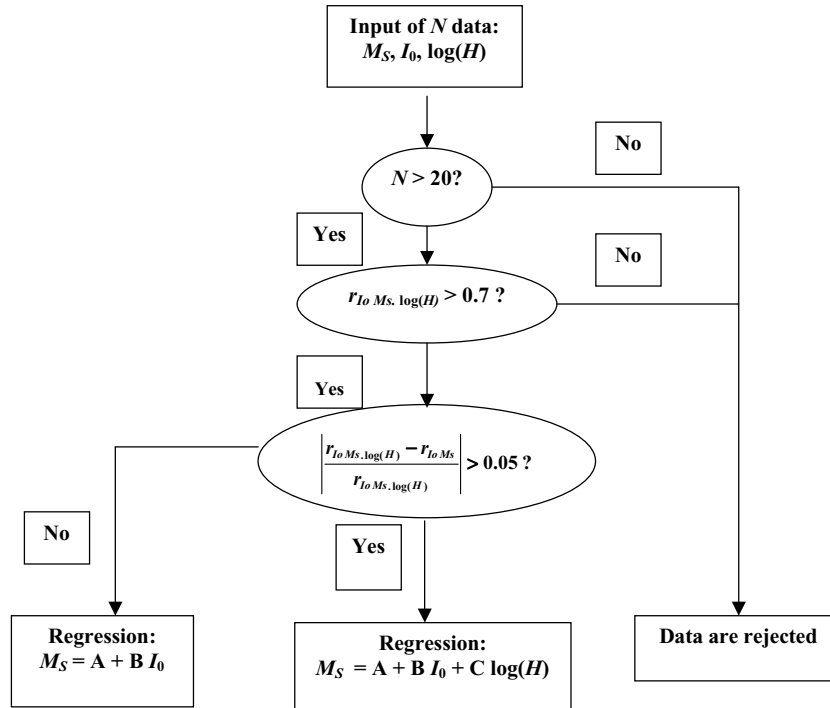 Input of N data:
M_S, I_0, log(H)
No
N > 20?
Yes
No
r_{Io Ms. log(H)} > 0.7 ?
Yes
|(r_{Io Ms.log(H)} − r_{Io Ms}) / r_{Io Ms.log(H)}| > 0.05 ?
No
Yes
Regression:
M_S = A + B I_0
Regression:
M_S = A + B I_0 + C log(H)
Data are rejected